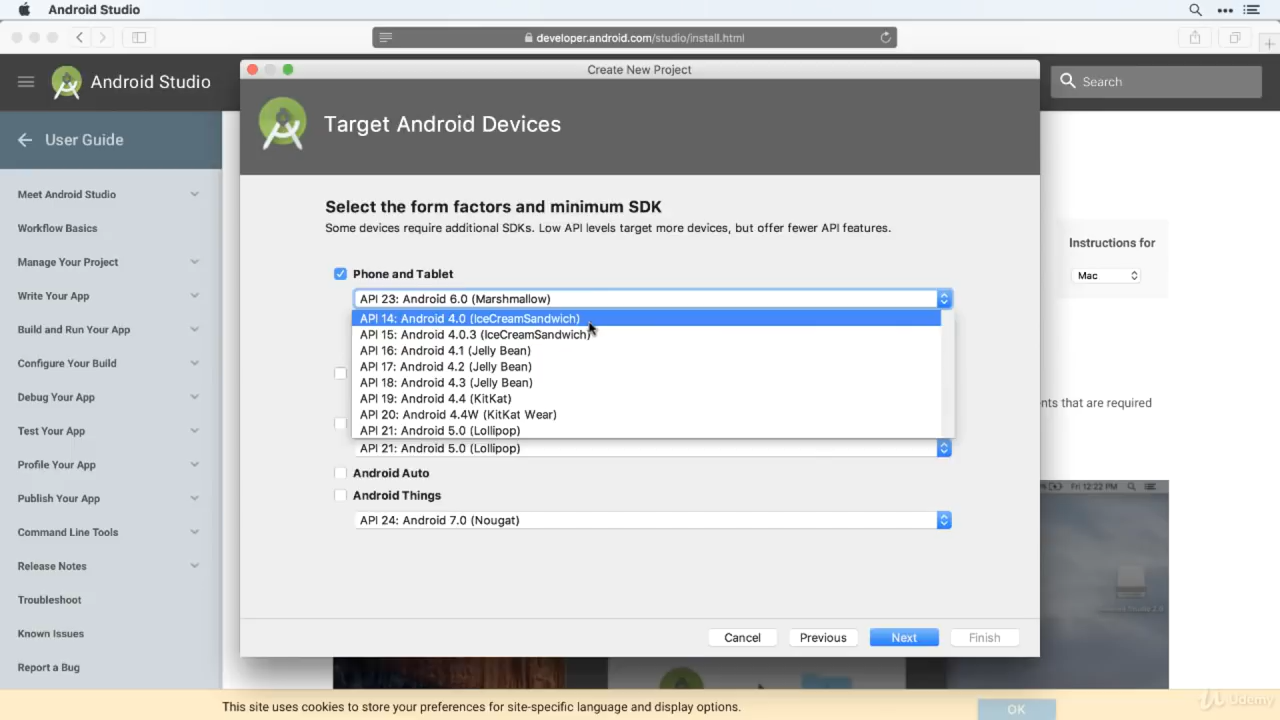 Android Studio
developer.android.com/studio/install.html
Android Studio
Create New Project
Search
User Guide
Target Android Devices
Meet Android Studio
Workflow Basics
Manage Your Project
Write Your App
Build and Run Your App
Configure Your Build
Debug Your App
Test Your App
Profile Your App
Publish Your App
Command Line Tools
Release Notes
Troubleshoot
Known Issues
Report a Bug
Select the form factors and minimum SDK
Some devices require additional SDKs. Low API levels target more devices, but offer fewer API features.
Phone and Tablet
API 23: Android 6.0 (Marshmallow)
API 14: Android 4.0 (IceCreamSandwich)
API 15: Android 4.0.3 (IceCreamSandwich)
API 16: Android 4.1 (Jelly Bean)
API 17: Android 4.2 (Jelly Bean)
API 18: Android 4.3 (Jelly Bean)
API 19: Android 4.4 (KitKat)
API 20: Android 4.4W (KitKat Wear)
API 21: Android 5.0 (Lollipop)
API 21: Android 5.0 (Lollipop)
Android Auto
Android Things
API 24: Android 7.0 (Nougat)
Cancel
Previous
Next
Finish
Instructions for
Mac
nts that are required
Fri 12:22 PM
This site uses cookies to store your preferences for site-specific language and display options.
OK
Udemy